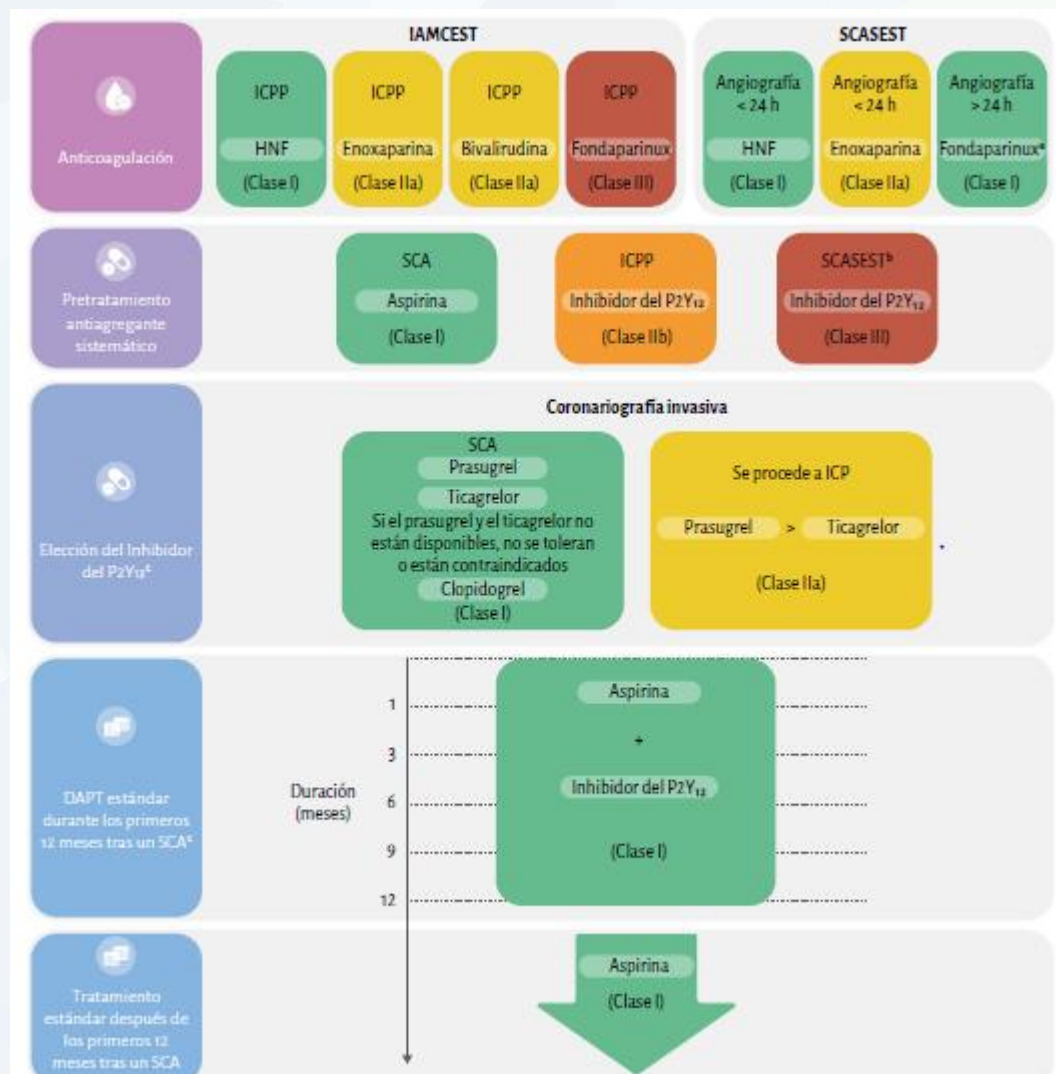 IAMCEST
SCASEST
Anticoagulación
ICPP
HNF
(Clase I)
ICPP
Enoxaparina
(Clase IIa)
ICPP
Bivalirudina
(Clase IIa)
ICPP
Fondaparinux
(Clase III)
Angiografía
< 24 h
HNF
(Clase I)
Angiografía
< 24 h
Enoxaparina
(Clase IIa)
Angiografía
> 24 h
Fondaparinuxᵃ
(Clase I)
Pretratamiento
antiagregante
sistemático
SCA
Aspirina
(Clase I)
ICPP
Inhibidor del P2Y₁₂
(Clase IIb)
SCASESTᵇ
Inhibidor del P2Y₁₂
(Clase III)
Elección del Inhibidor
del P2Y₁₂ᶜ
Coronariografía invasiva
SCA
Prasugrel
Ticagrelor
Si el prasugrel y el ticagrelor no
están disponibles, no se toleran
o están contraindicados
Clopidogrel
(Clase I)
Se procede a ICP
Prasugrel > Ticagrelor
(Clase IIa)
DAPT estándar
durante los primeros
12 meses tras un SCAᶜ
Duración
(meses)
1
3
6
9
12
Aspirina
+
Inhibidor del P2Y₁₂
(Clase I)
Tratamiento
estándar después de
los primeros 12
meses tras un SCA
Aspirina
(Clase I)